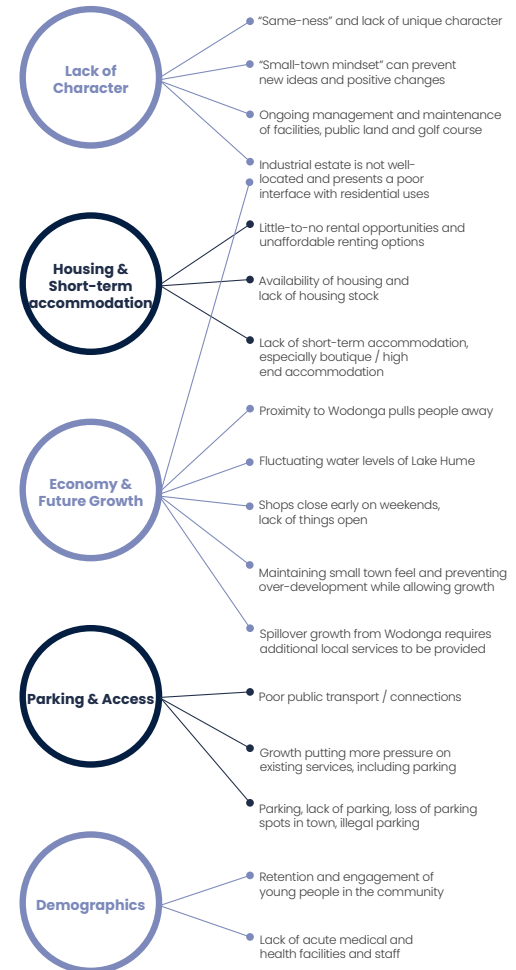 Lack of
Character
“Same-ness” and lack of unique character
“Small-town mindset” can prevent
new ideas and positive changes
Ongoing management and maintenance
of facilities, public land and golf course
Industrial estate is not well-
located and presents a poor
interface with residential uses
Housing &
Short-term
accommodation
Little-to-no rental opportunities and
unaffordable renting options
Availability of housing and
lack of housing stock
Lack of short-term accommodation,
especially boutique / high
end accommodation
Economy &
Future Growth
Proximity to Wodonga pulls people away
Fluctuating water levels of Lake Hume
Shops close early on weekends,
lack of things open
Maintaining small town feel and preventing
over-development while allowing growth
Spillover growth from Wodonga requires
additional local services to be provided
Parking & Access
Poor public transport / connections
Growth putting more pressure on
existing services, including parking
Parking, lack of parking, loss of parking
spots in town, illegal parking
Demographics
Retention and engagement of
young people in the community
Lack of acute medical and
health facilities and staff